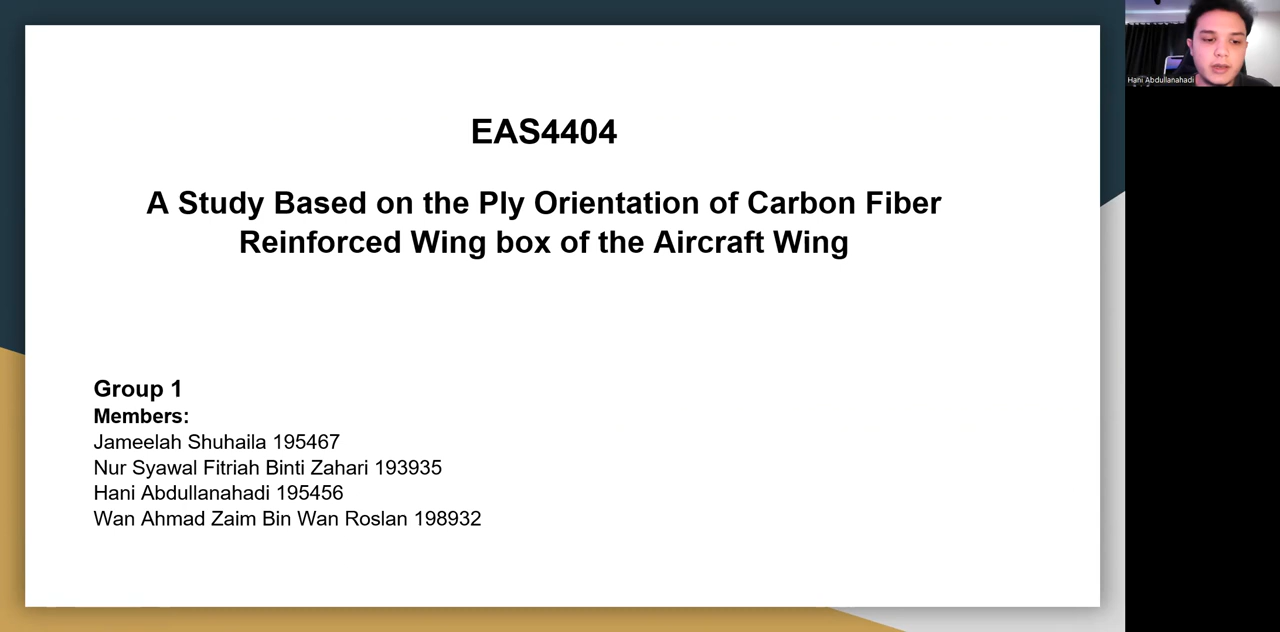 EAS4404
A Study Based on the Ply Orientation of Carbon Fiber
Reinforced Wing box of the Aircraft Wing
Group 1
Members:
Jameelah Shuhaila 195467
Nur Syawal Fitriah Binti Zahari 193935
Hani Abdullanahadi 195456
Wan Ahmad Zaim Bin Wan Roslan 198932
Hani Abdullanahadi